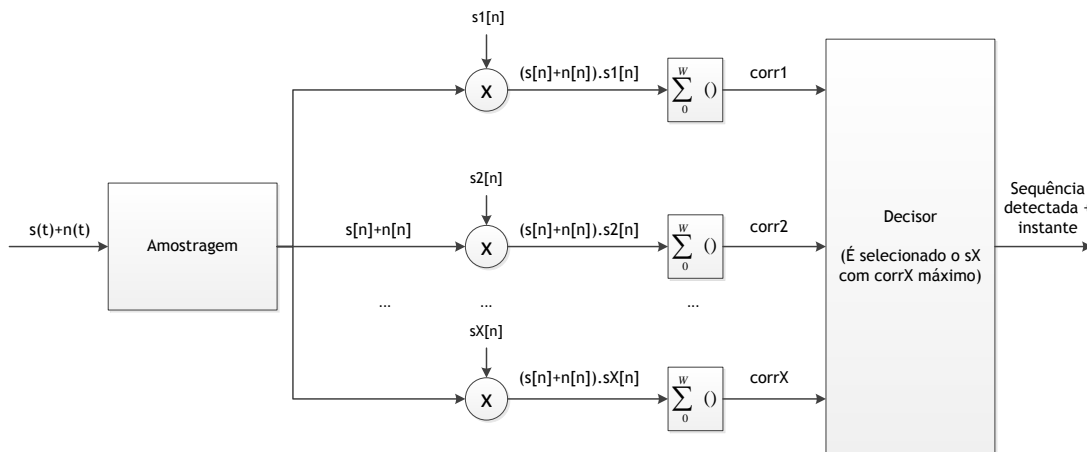 s1[n]
X
(s[n]+n[n]).s1[n]
W
∑ ()
0
corr1
s(t)+n(t)
Amostragem
s[n]+n[n]
s2[n]
X
(s[n]+n[n]).s2[n]
W
∑ ()
0
corr2
Decisor
(É selecionado o sX
com corrX máximo)
Sequência
detectada +
instante
...
...
...
sX[n]
X
(s[n]+n[n]).sX[n]
W
∑ ()
0
corrX